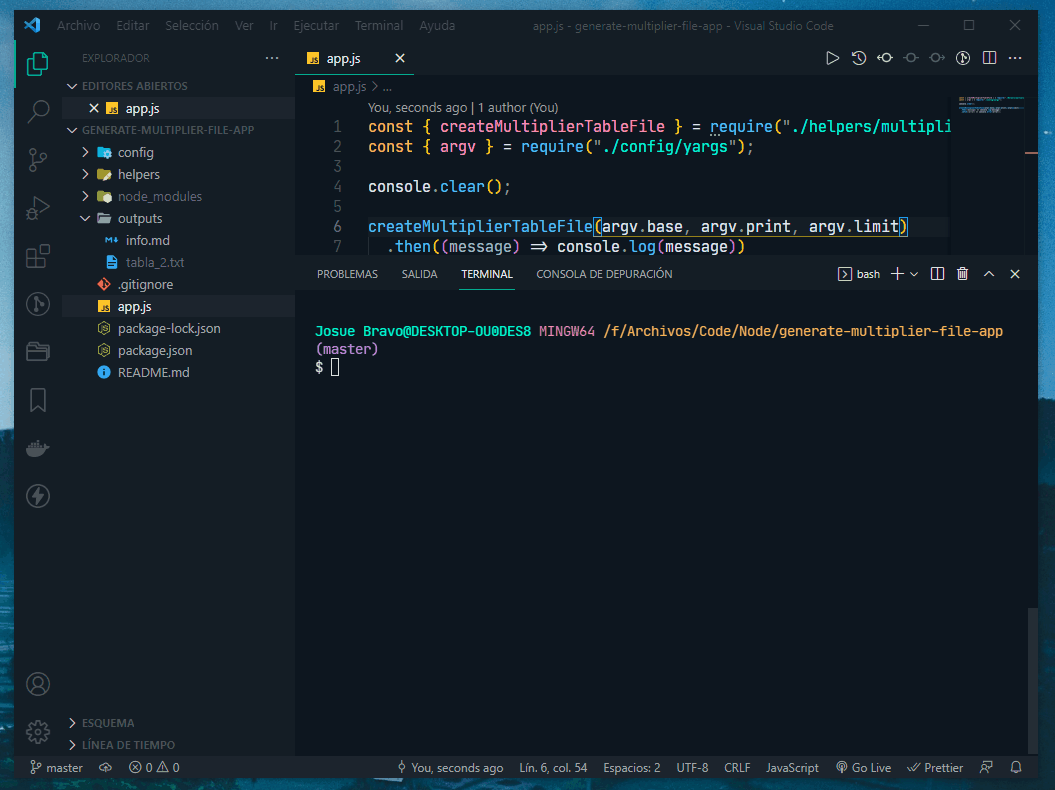 Archivo Editar Selección Ver Ir Ejecutar Terminal Ayuda app.js - generate-multiplier-file-app - Visual Studio Code
EXPLORADOR ...
EDITORES ABIERTOS
JS app.js
GENERATE-MULTIPLIER-FILE-APP
config
helpers
node_modules
outputs
info.md
tabla_2.txt
.gitignore
JS app.js
package-lock.json
package.json
README.md
ESQUEMA
LÍNEA DE TIEMPO
JS app.js
JS app.js > ...
You, seconds ago | 1 author (You)
1 const { createMultiplierTableFile } = require("./helpers/multipli
2 const { argv } = require("./config/yargs");
3
4 console.clear();
5
6 createMultiplierTableFile(argv.base, argv.print, argv.limit)
7 .then((message) => console.log(message))
PROBLEMAS SALIDA TERMINAL CONSOLA DE DEPURACIÓN bash
Josue Bravo@DESKTOP-OU0DES8 MINGW64 /f/Archivos/Code/Node/generate-multiplier-file-app
(master)
$
master 0 0 You, seconds ago Lín. 6, col. 54 Espacios: 2 UTF-8 CRLF JavaScript Go Live Prettier